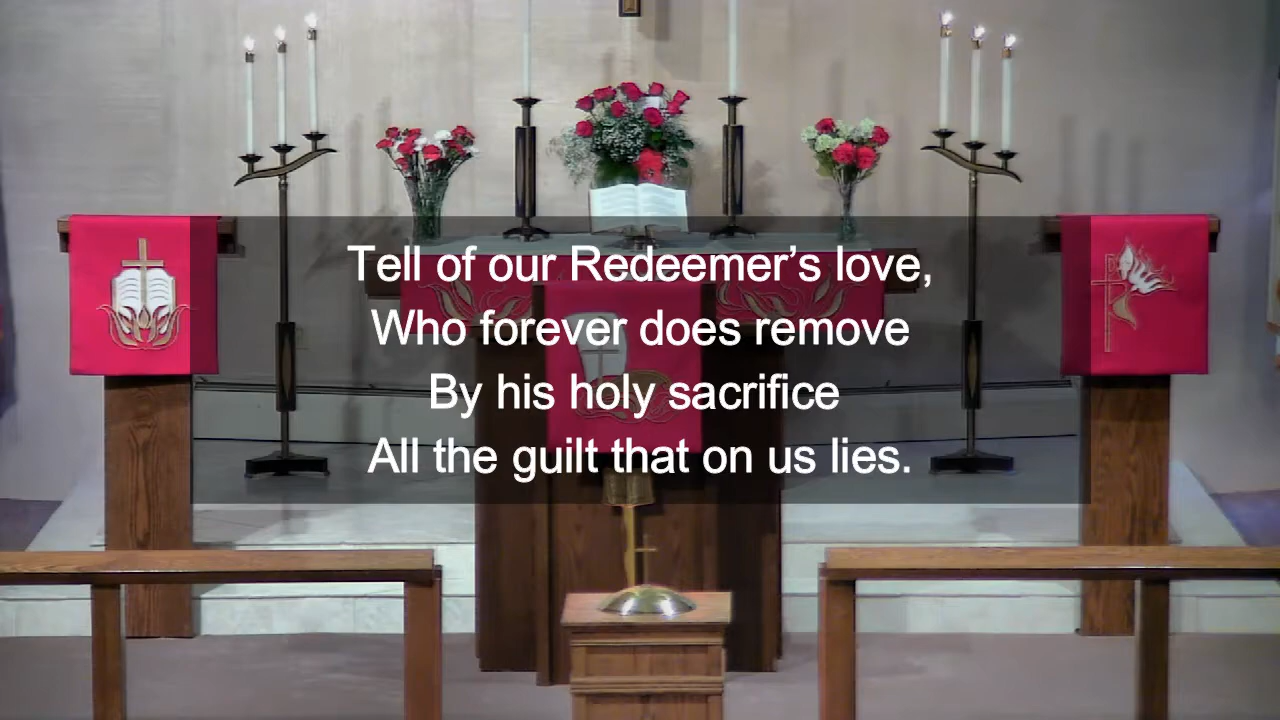 Tell of our Redeemer’s love,
Who forever does remove
By his holy sacrifice
All the guilt that on us lies.